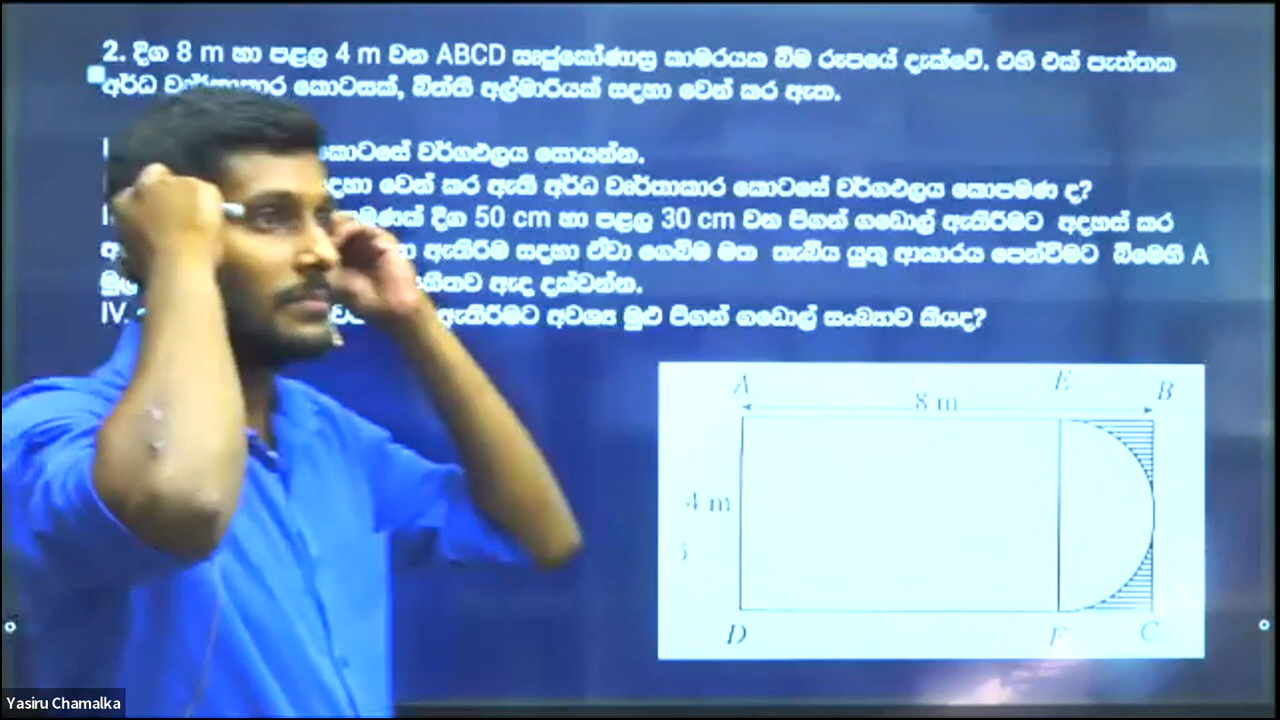 2. දිග 8 m හා පළල 4 m වන ABCD සෘජුකෝණාස්‍ර කාමරයක බිම රූපයේ දැක්වේ. එහි එක් පැත්තක
අර්ධ වෘත්තාකාර කොටසක්, බිත්ති අල්මාරියක් සඳහා වෙන් කර ඇත.
කොටසේ වර්ගඵලය සොයන්න.
වෙන් කර ඇති අර්ධ වෘර්තාකාර කොටසේ වර්ගඵලය කොපමණ ද?
දිග 50 cm හා පළල 30 cm වන පිගන් ගඩොල් ඇතිරීමට අදහස් කර
ඇතිරීම සඳහා ඒවා ගෙබිම මත තැබිය යුතු ආකාරය පෙන්වීමට බිමෙහි A
ඇඳ දක්වන්න.
IV. ඇතිරීමට අවශ්‍ය මුළු පිගන් ගඩොල් සංඛ්‍යාව කීයද?
A E B
8 m
4 m
D F C
Yasiru Chamalka